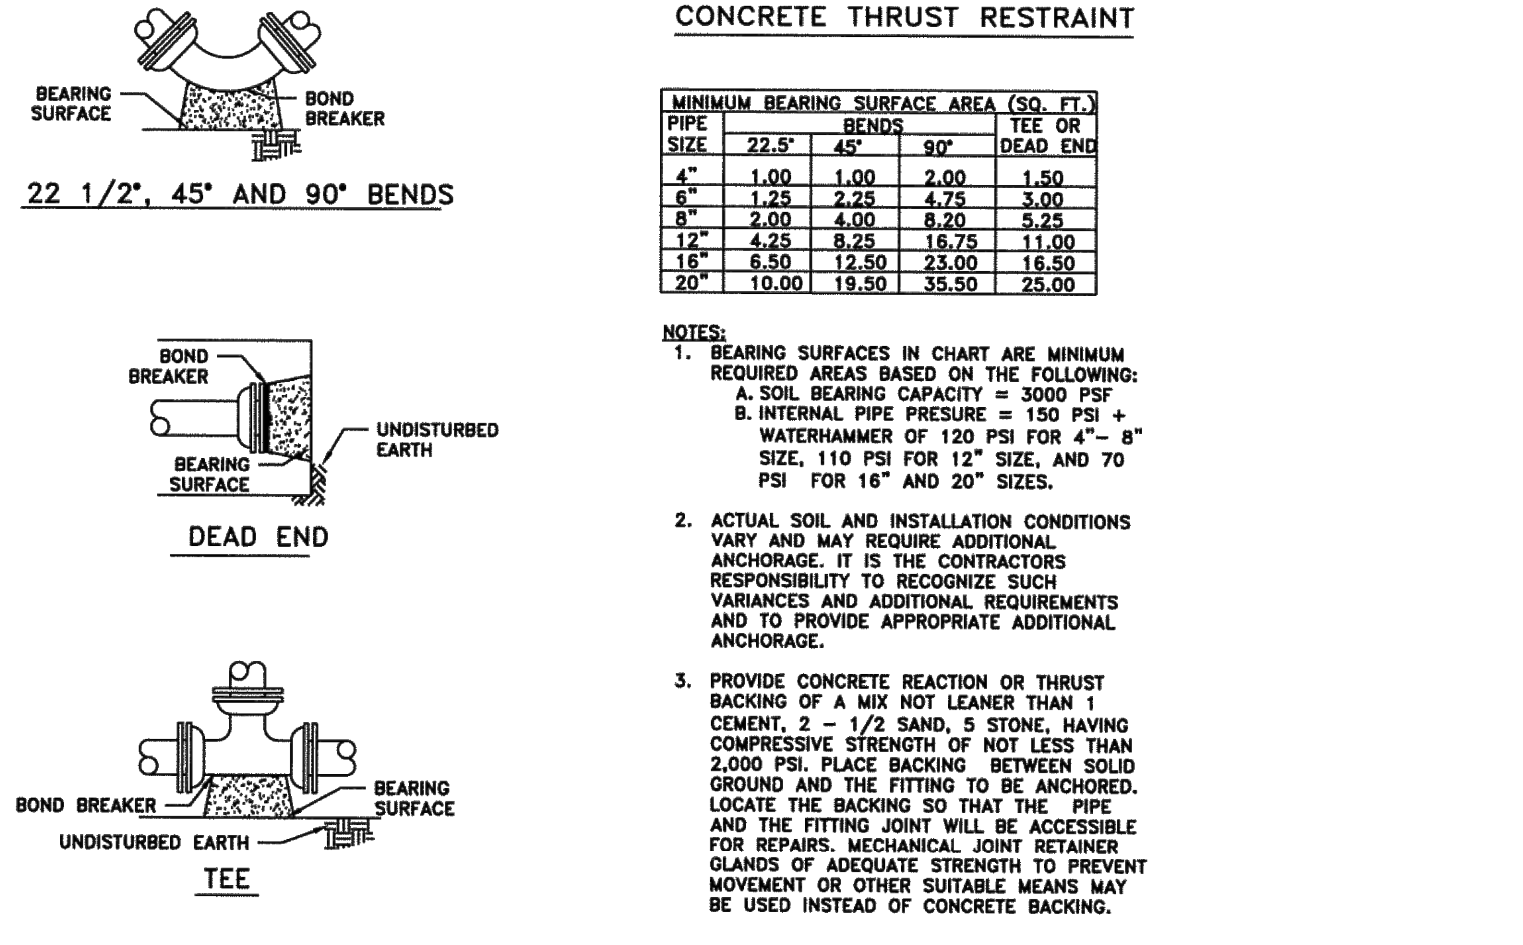 CONCRETE THRUST RESTRAINT
BEARING
SURFACE
BOND
BREAKER
22 1/2°, 45° AND 90° BENDS
BOND
BREAKER
UNDISTURBED
EARTH
BEARING
SURFACE
DEAD END
BOND BREAKER
BEARING
SURFACE
UNDISTURBED EARTH
TEE
MINIMUM BEARING SURFACE AREA (SQ. FT.)
PIPE SIZE BENDS TEE OR DEAD END
22.5° 45° 90°
4" 1.00 1.00 2.00 1.50
6" 1.25 2.25 4.75 3.00
8" 2.00 4.00 8.20 5.25
12" 4.25 8.25 16.75 11.00
16" 6.50 12.50 23.00 16.50
20" 10.00 19.50 35.50 25.00
NOTES:
1. BEARING SURFACES IN CHART ARE MINIMUM
REQUIRED AREAS BASED ON THE FOLLOWING:
A. SOIL BEARING CAPACITY = 3000 PSF
B. INTERNAL PIPE PRESURE = 150 PSI +
WATERHAMMER OF 120 PSI FOR 4"- 8"
SIZE, 110 PSI FOR 12" SIZE, AND 70
PSI FOR 16" AND 20" SIZES.
2. ACTUAL SOIL AND INSTALLATION CONDITIONS
VARY AND MAY REQUIRE ADDITIONAL
ANCHORAGE. IT IS THE CONTRACTORS
RESPONSIBILITY TO RECOGNIZE SUCH
VARIANCES AND ADDITIONAL REQUIREMENTS
AND TO PROVIDE APPROPRIATE ADDITIONAL
ANCHORAGE.
3. PROVIDE CONCRETE REACTION OR THRUST
BACKING OF A MIX NOT LEANER THAN 1
CEMENT, 2 - 1/2 SAND, 5 STONE, HAVING
COMPRESSIVE STRENGTH OF NOT LESS THAN
2,000 PSI. PLACE BACKING BETWEEN SOLID
GROUND AND THE FITTING TO BE ANCHORED.
LOCATE THE BACKING SO THAT THE PIPE
AND THE FITTING JOINT WILL BE ACCESSIBLE
FOR REPAIRS. MECHANICAL JOINT RETAINER
GLANDS OF ADEQUATE STRENGTH TO PREVENT
MOVEMENT OR OTHER SUITABLE MEANS MAY
BE USED INSTEAD OF CONCRETE BACKING.